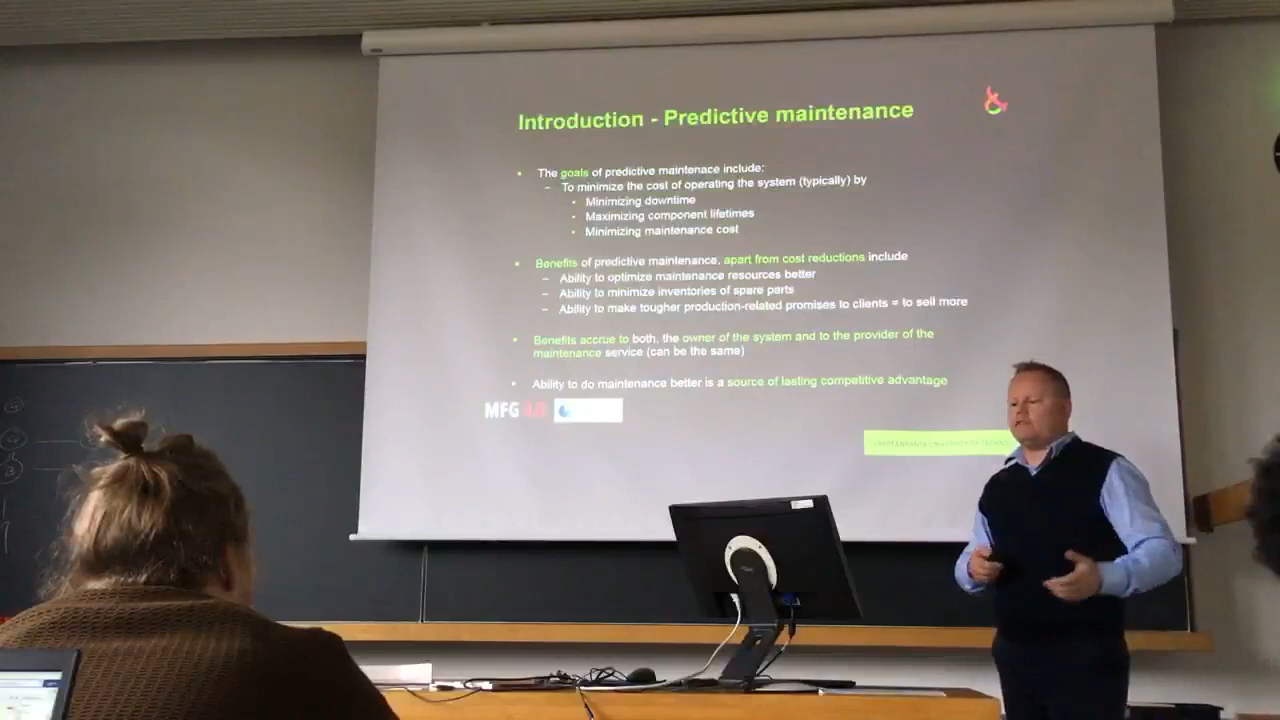 Introduction - Predictive maintenance
The goals of predictive maintenace include:
– To minimize the cost of operating the system (typically) by
Minimizing downtime
Maximizing component lifetimes
Minimizing maintenance cost
Benefits of predictive maintenance, apart from cost reductions include
– Ability to optimize maintenance resources better
– Ability to minimize inventories of spare parts
– Ability to make tougher production-related promises to clients = to sell more
Benefits accrue to both, the owner of the system and to the provider of the
maintenance service (can be the same)
Ability to do maintenance better is a source of lasting competitive advantage
MFG 4.0